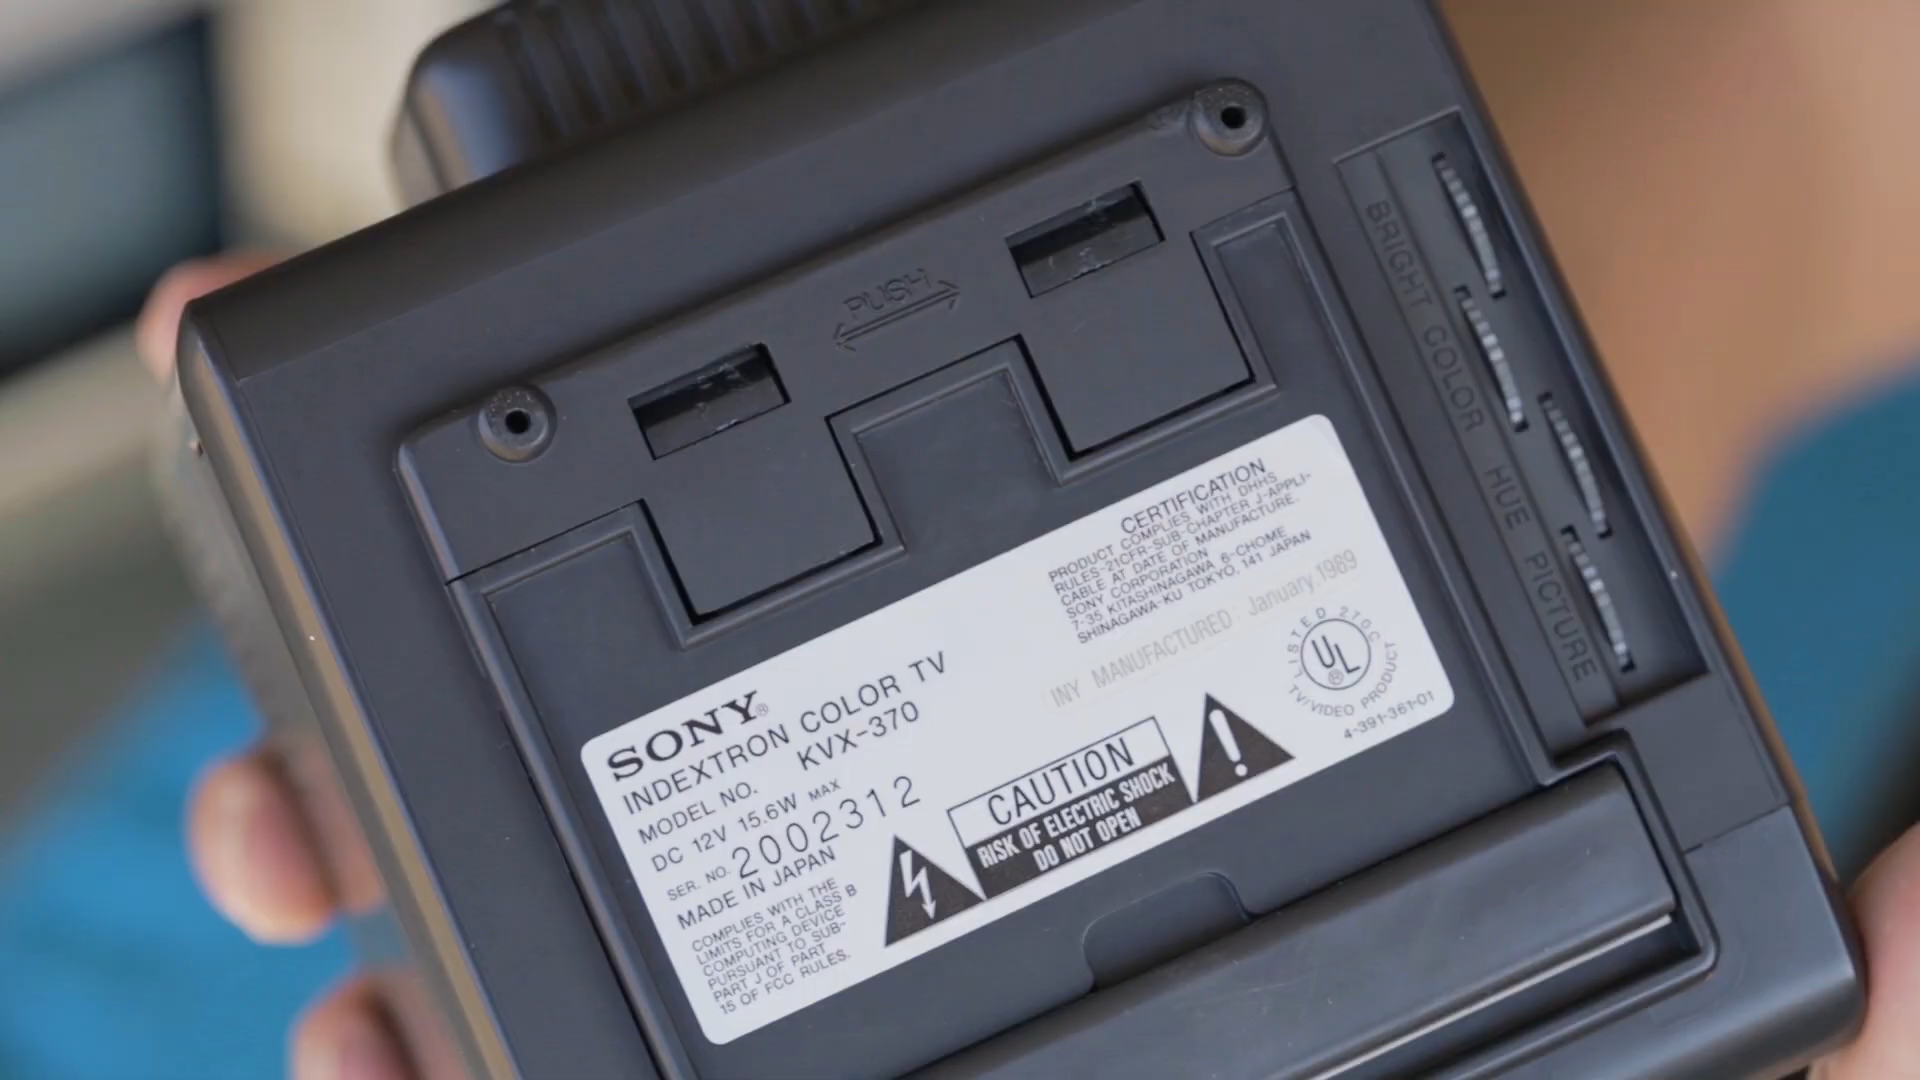 PUSH
BRIGHT COLOR HUE PICTURE
SONY®
INDEXTRON COLOR TV
MODEL NO. KVX-370
DC 12V 15.6W MAX
SER. NO. 2002312
MADE IN JAPAN
COMPLIES WITH THE
LIMITS FOR A CLASS B
COMPUTING DEVICE
PURSUANT TO SUB-
PART J OF PART
15 OF FCC RULES.
CERTIFICATION
PRODUCT COMPLIES WITH DHHS
RULES-21CFR-SUB-CHAPTER J-APPLI-
CABLE AT DATE OF MANUFACTURE.
SONY CORPORATION
7-35 KITASHINAGAWA 6-CHOME
SHINAGAWA-KU TOKYO, 141 JAPAN
INY MANUFACTURED: January,1989
CAUTION
RISK OF ELECTRIC SHOCK
DO NOT OPEN
!
LISTED 210C
UL®
TV/VIDEO PRODUCT
4-391-361-01